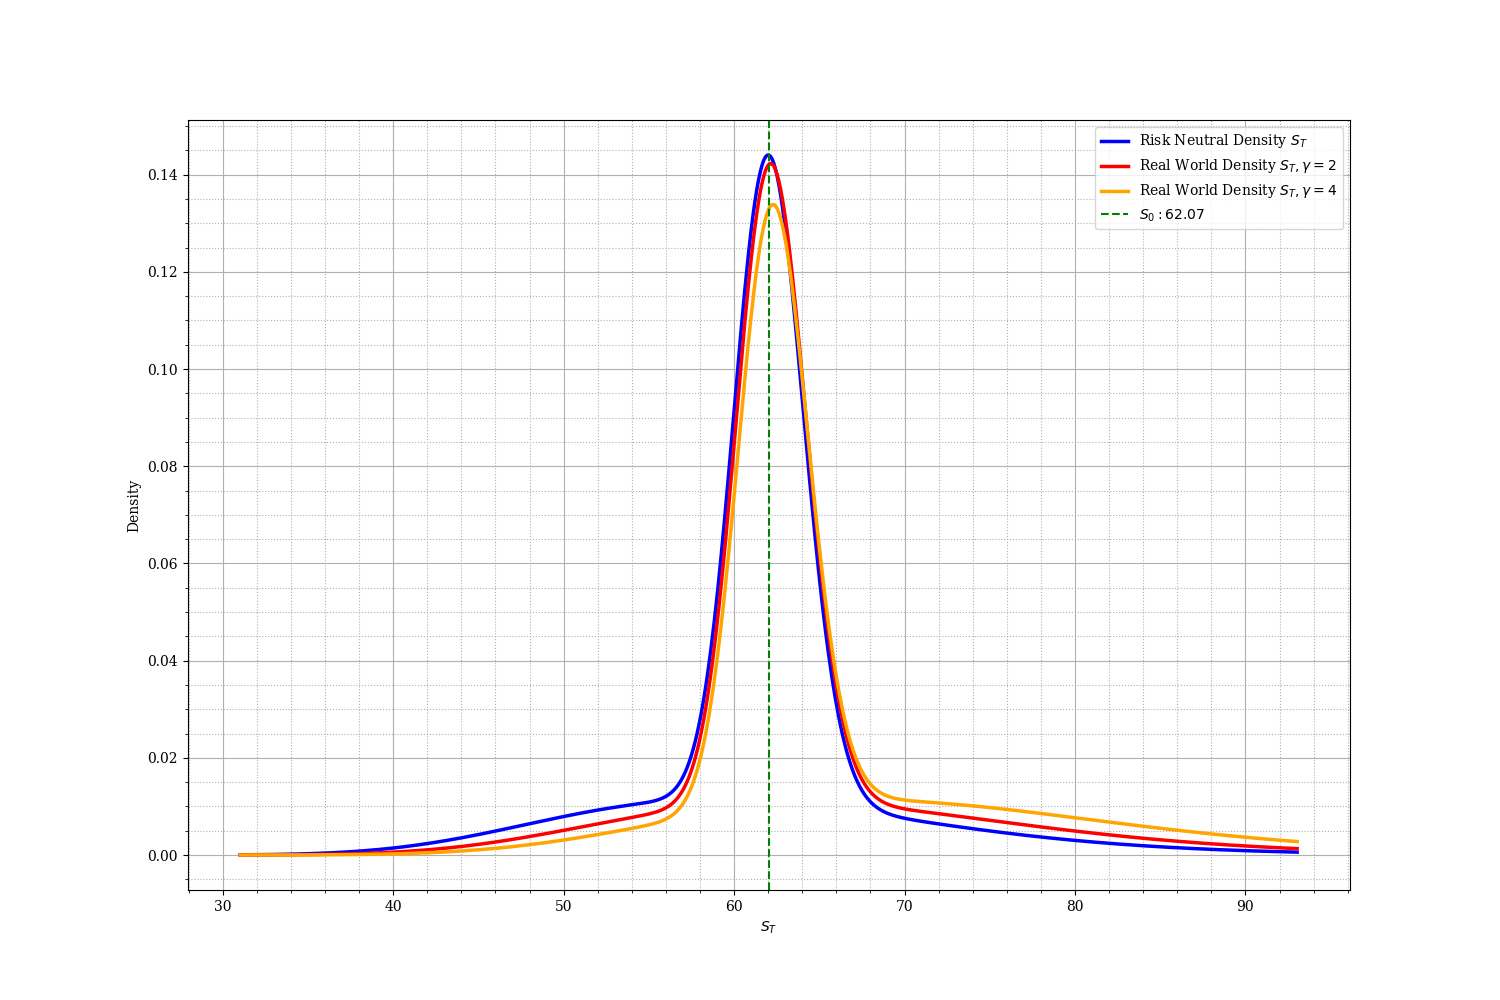 Risk Neutral Density S_T
Real World Density S_T, γ = 2
Real World Density S_T, γ = 4
S_0 : 62.07
0.14
0.12
0.10
0.08
0.06
0.04
0.02
0.00
Density
30 40 50 60 70 80 90
S_T